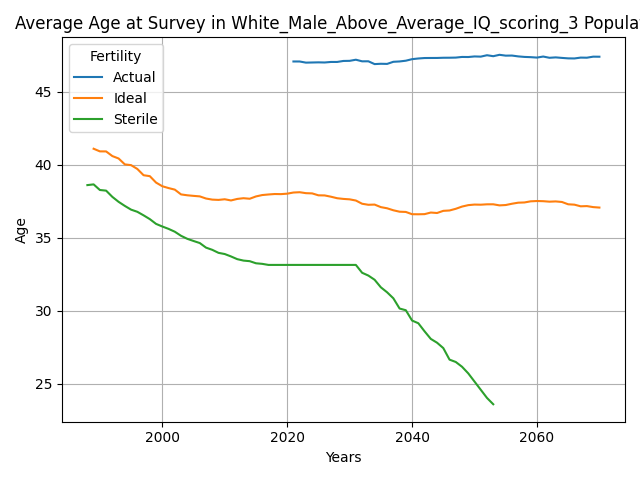 Average Age at Survey in White_Male_Above_Average_IQ_scoring_3 Popula
Fertility
Actual
Ideal
Sterile
45
40
35
30
25
Age
2000 2020 2040 2060
Years